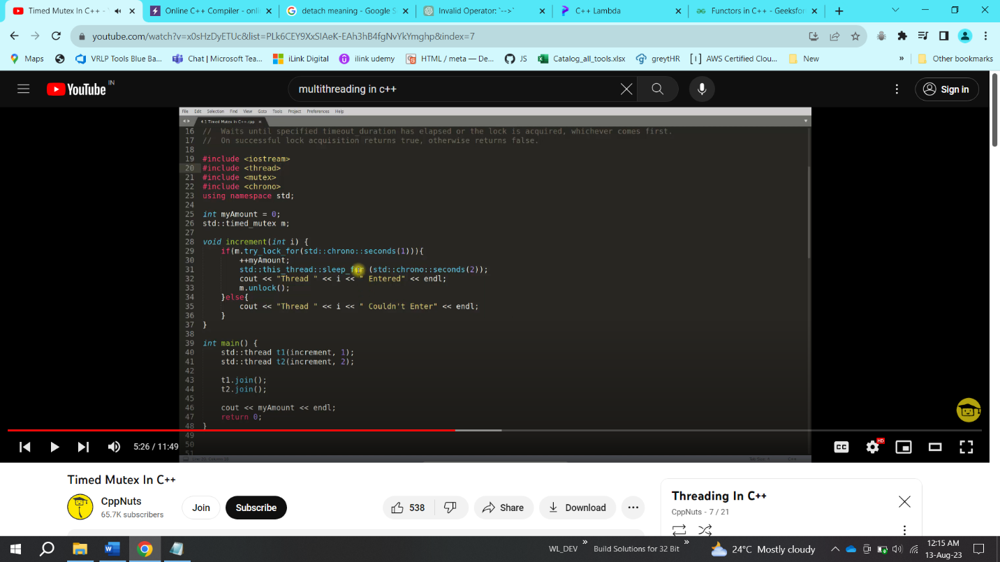 Timed Mutex In C++ -
Online C++ Compiler - onli
detach meaning - Google S
Invalid Operator: `-->`
C++ Lambda
Functors in C++ - Geeksfor
youtube.com/watch?v=x0sHzDyETUc&list=PLk6CEY9XxSIAeK-EAh3hB4fgNvYkYmghp&index=7
Maps
VRLP Tools Blue Ba...
Chat | Microsoft Tea...
iLink Digital
ilink udemy
HTML / meta — De...
JS
Catalog_all_tools.xlsx
greytHR
AWS Certified Clou...
New
»
Other bookmarks
YouTube IN
multithreading in c++
Sign in
File Edit Selection Find View Goto Tools Project Preferences Help
4.1 Timed Mutex In C++.cpp ×
16 // Waits until specified timeout_duration has elapsed or the lock is acquired, whichever comes first.
17 // On successful lock acquisition returns true, otherwise returns false.
18
19 #include <iostream>
20 #include <thread>
21 #include <mutex>
22 #include <chrono>
23 using namespace std;
24
25 int myAmount = 0;
26 std::timed_mutex m;
27
28 void increment(int i) {
29 if(m.try_lock_for(std::chrono::seconds(1))){
30 ++myAmount;
31 std::this_thread::sleep_for (std::chrono::seconds(2));
32 cout << "Thread " << i << " Entered" << endl;
33 m.unlock();
34 }else{
35 cout << "Thread " << i << " Couldn't Enter" << endl;
36 }
37 }
38
39 int main() {
40 std::thread t1(increment, 1);
41 std::thread t2(increment, 2);
42
43 t1.join();
44 t2.join();
45
46 cout << myAmount << endl;
47 return 0;
48 }
49
50
51
5:26 / 11:49
CC
HD
Timed Mutex In C++
CppNuts
65.7K subscribers
Join
Subscribe
538
Share
Download
Threading In C++
CppNuts - 7 / 21
WL_DEV »
Build Solutions for 32 Bit »
24°C Mostly cloudy
12:15 AM
13-Aug-23